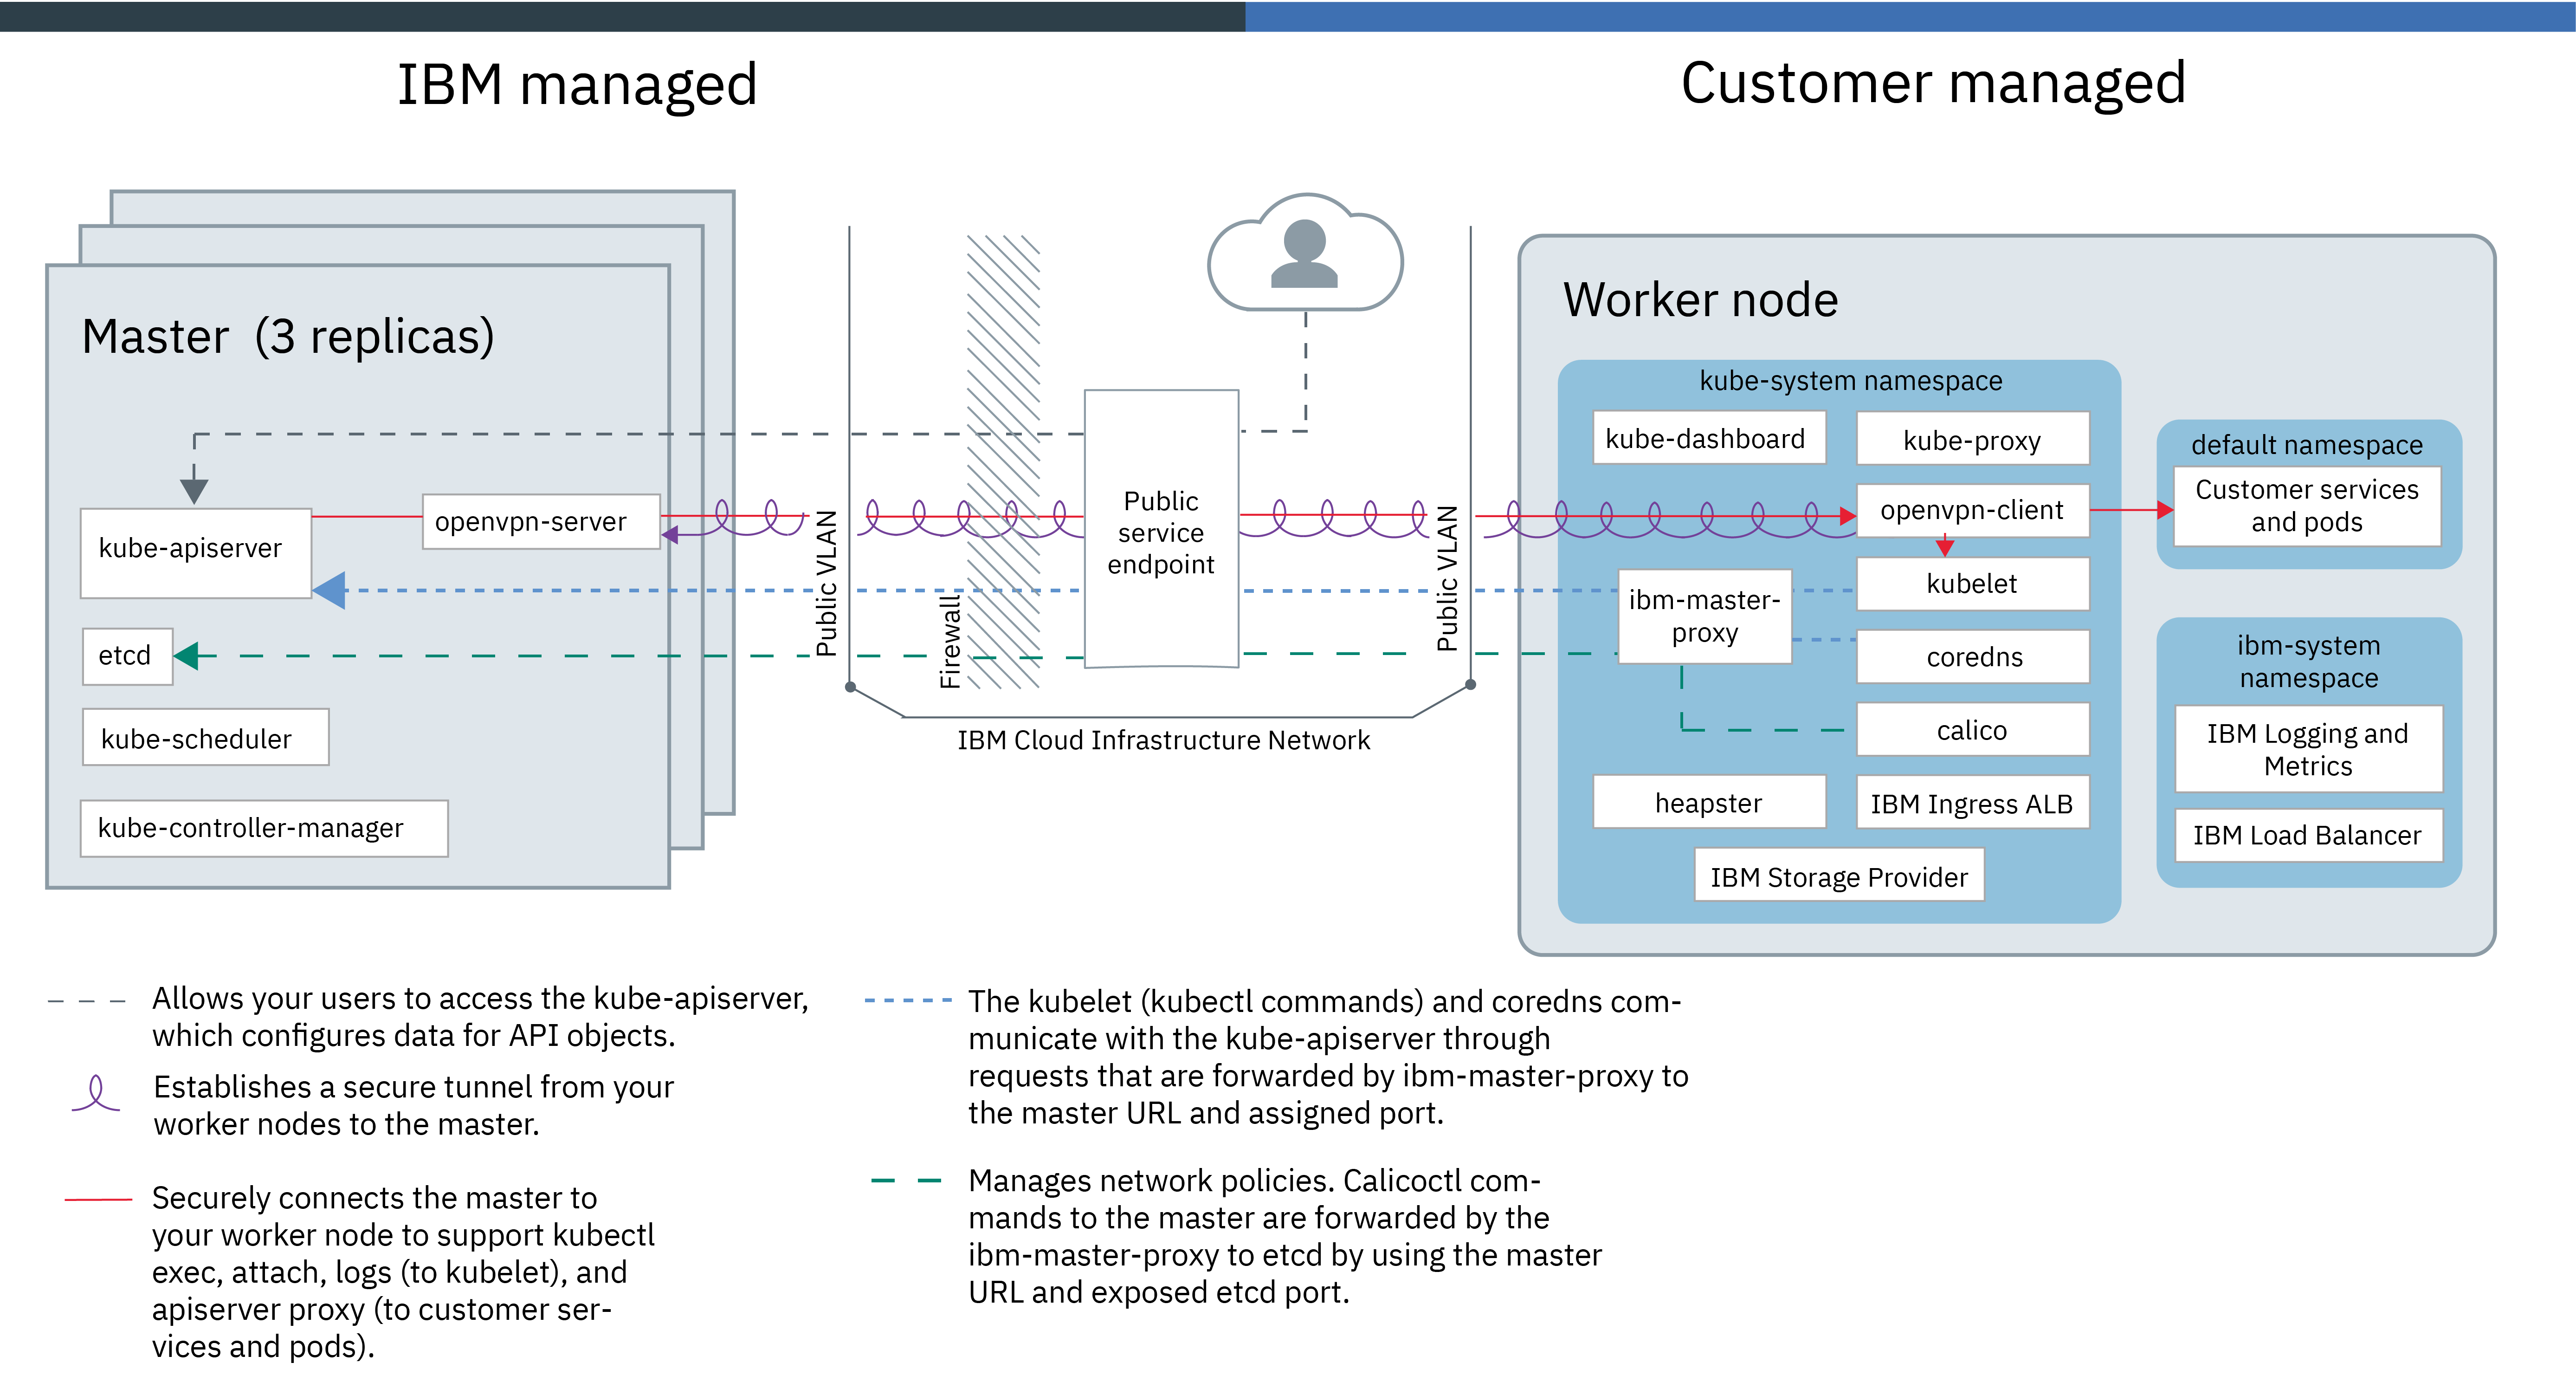 IBM managed
Customer managed
Master (3 replicas)
kube-apiserver
openvpn-server
etcd
kube-scheduler
kube-controller-manager
Public VLAN
Firewall
Public
service
endpoint
Public VLAN
IBM Cloud Infrastructure Network
Worker node
kube-system namespace
kube-dashboard
kube-proxy
openvpn-client
kubelet
ibm-master-
proxy
coredns
calico
heapster
IBM Ingress ALB
IBM Storage Provider
default namespace
Customer services
and pods
ibm-system
namespace
IBM Logging and
Metrics
IBM Load Balancer
Allows your users to access the kube-apiserver,
which configures data for API objects.
Establishes a secure tunnel from your
worker nodes to the master.
Securely connects the master to
your worker node to support kubectl
exec, attach, logs (to kubelet), and
apiserver proxy (to customer ser-
vices and pods).
The kubelet (kubectl commands) and coredns com-
municate with the kube-apiserver through
requests that are forwarded by ibm-master-proxy to
the master URL and assigned port.
Manages network policies. Calicoctl com-
mands to the master are forwarded by the
ibm-master-proxy to etcd by using the master
URL and exposed etcd port.